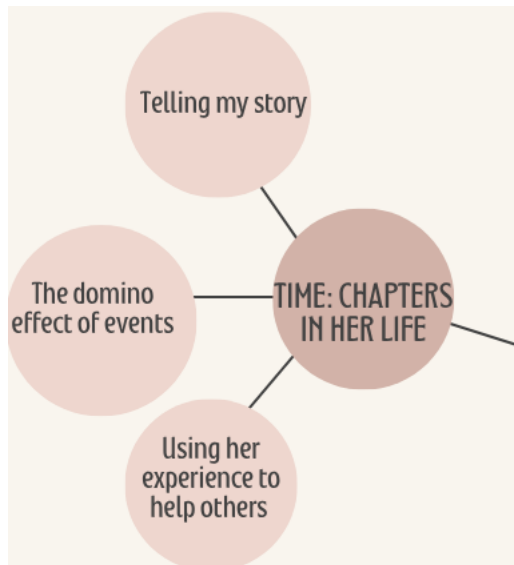 Telling my story
The domino
effect of events
TIME: CHAPTERS
IN HER LIFE
Using her
experience to
help others